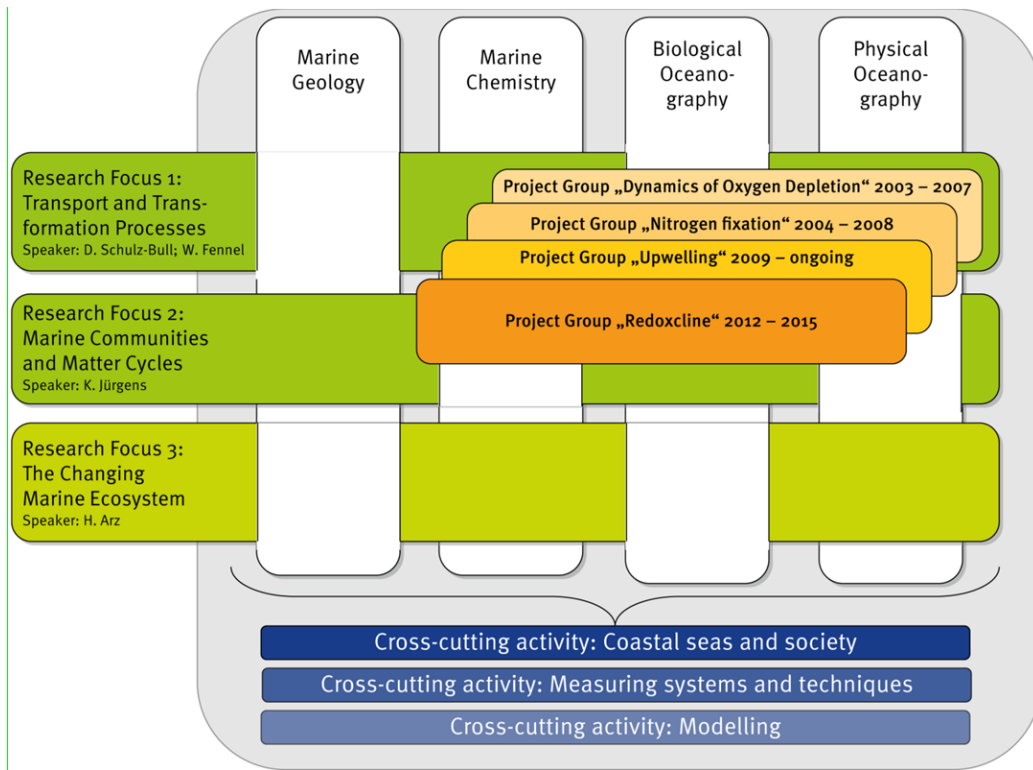 Marine
Geology
Marine
Chemistry
Biological
Oceano-
graphy
Physical
Oceano-
graphy
Research Focus 1:
Transport and Trans-
formation Processes
Speaker: D. Schulz-Bull; W. Fennel
Project Group „Dynamics of Oxygen Depletion“ 2003 – 2007
Project Group „Nitrogen fixation“ 2004 – 2008
Project Group „Upwelling“ 2009 – ongoing
Project Group „Redoxcline“ 2012 – 2015
Research Focus 2:
Marine Communities
and Matter Cycles
Speaker: K. Jürgens
Research Focus 3:
The Changing
Marine Ecosystem
Speaker: H. Arz
Cross-cutting activity: Coastal seas and society
Cross-cutting activity: Measuring systems and techniques
Cross-cutting activity: Modelling